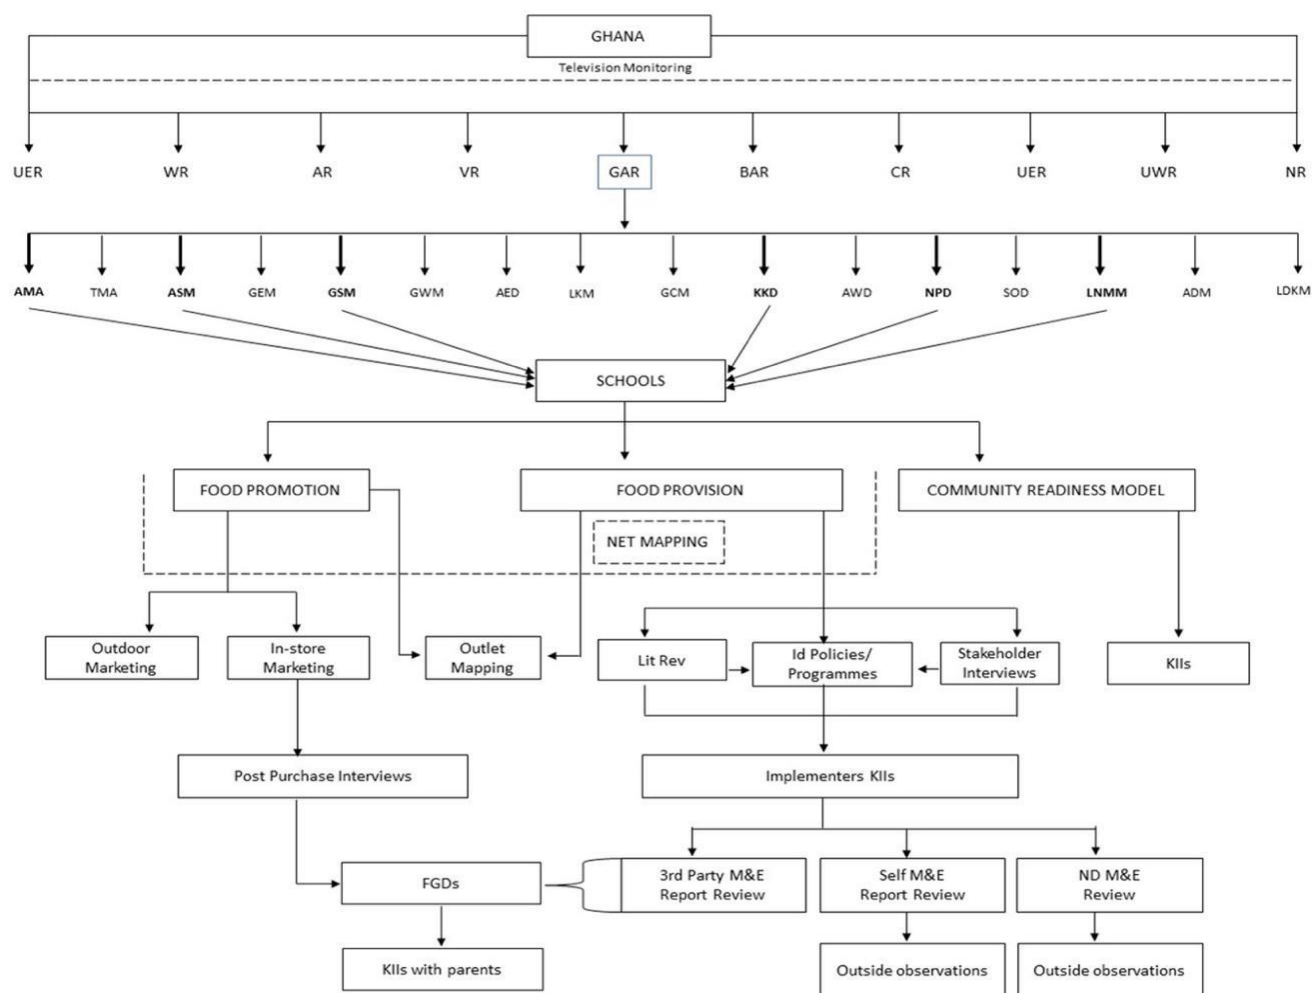 GHANA
Television Monitoring
UER WR AR VR GAR BAR CR UER UWR NR
AMA TMA ASM GEM GSM GWM AED LKM GCM KKD AWD NPD SOD LNMM ADM LDKM
SCHOOLS
FOOD PROMOTION
FOOD PROVISION
COMMUNITY READINESS MODEL
NET MAPPING
Outdoor
Marketing
In-store
Marketing
Outlet
Mapping
Lit Rev
Id Policies/
Programmes
Stakeholder
Interviews
KIIs
Post Purchase Interviews
Implementers KIIs
FGDs
3rd Party M&E
Report Review
Self M&E
Report Review
ND M&E
Review
KIIs with parents
Outside observations
Outside observations